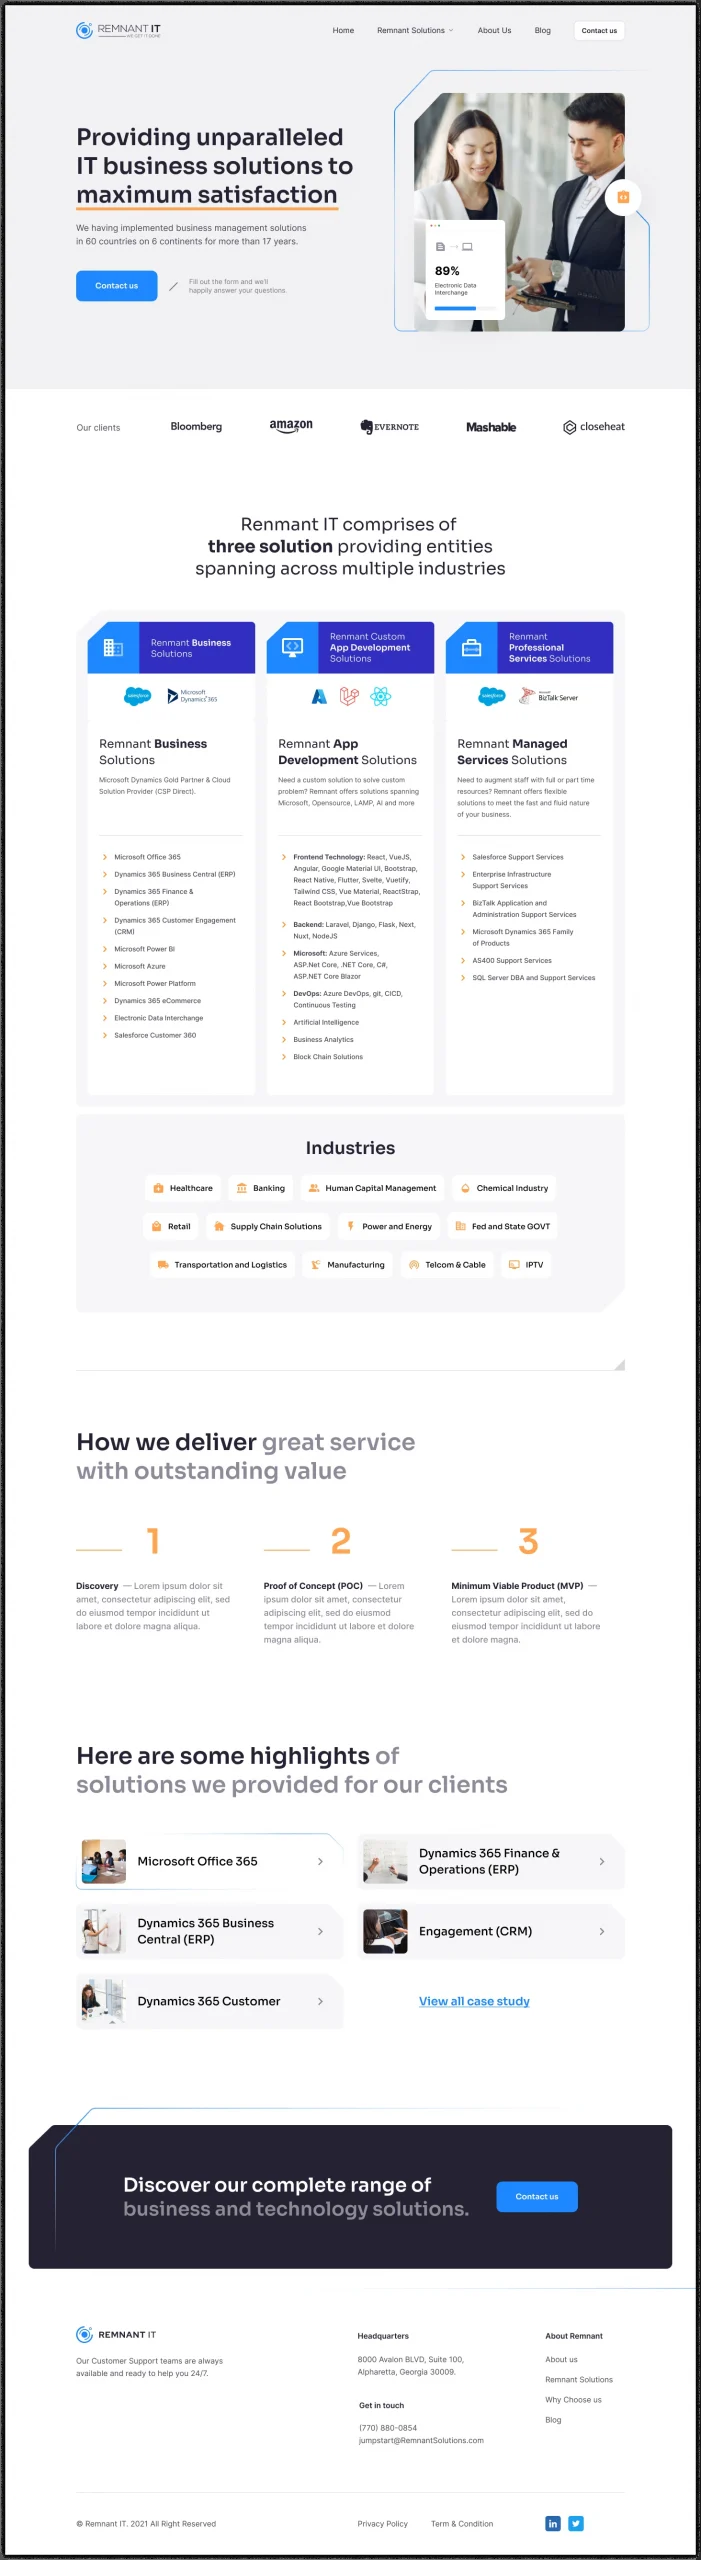 REMNANT IT
WE GET IT DONE
Home
Remnant Solutions
About Us
Blog
Contact us
Providing unparalleled
IT business solutions to
maximum satisfaction
We having implemented business management solutions
in 60 countries on 6 continents for more than 17 years.
Contact us
Fill out the form and we'll
happily answer your questions.
89%
Electronic Data
Interchange
Our clients
Bloomberg
amazon
EVERNOTE
Mashable
closeheat
Renmant IT comprises of
three solution providing entities
spanning across multiple industries
Renmant Business
Solutions
salesforce
Microsoft
Dynamics 365
Remnant Business
Solutions
Microsoft Dynamics Gold Partner & Cloud
Solution Provider (CSP Direct).
Microsoft Office 365
Dynamics 365 Business Central (ERP)
Dynamics 365 Finance &
Operations (ERP)
Dynamics 365 Customer Engagement
(CRM)
Microsoft Power BI
Microsoft Azure
Microsoft Power Platform
Dynamics 365 eCommerce
Electronic Data Interchange
Salesforce Customer 360
Renmant Custom
App Development
Solutions
Remnant App
Development Solutions
Need a custom solution to solve custom
problem? Remnant offers solutions spanning
Microsoft, Opensource, LAMP, AI and more
Frontend Technology: React, VueJS,
Angular, Google Material UI, Bootstrap,
React Native, Flutter, Svelte, Vuetify,
Tailwind CSS, Vue Material, ReactStrap,
React Bootstrap,Vue Bootstrap
Backend: Laravel, Django, Flask, Next,
Nuxt, NodeJS
Microsoft: Azure Services,
ASP.Net Core, .NET Core, C#,
ASP.NET Core Blazor
DevOps: Azure DevOps, git, CICD,
Continuous Testing
Artificial Intelligence
Business Analytics
Block Chain Solutions
Renmant
Professional
Services Solutions
salesforce
Microsoft
BizTalk Server
Remnant Managed
Services Solutions
Need to augment staff with full or part time
resources? Remnant offers flexible
solutions to meet the fast and fluid nature
of your business.
Salesforce Support Services
Enterprise Infrastructure
Support Services
BizTalk Application and
Administration Support Services
Microsoft Dynamics 365 Family
of Products
AS400 Support Services
SQL Server DBA and Support Services
Industries
Healthcare
Banking
Human Capital Management
Chemical Industry
Retail
Supply Chain Solutions
Power and Energy
Fed and State GOVT
Transportation and Logistics
Manufacturing
Telcom & Cable
IPTV
How we deliver great service
with outstanding value
1
Discovery — Lorem ipsum dolor sit
amet, consectetur adipiscing elit, sed
do eiusmod tempor incididunt ut
labore et dolore magna aliqua.
2
Proof of Concept (POC) — Lorem
ipsum dolor sit amet, consectetur
adipiscing elit, sed do eiusmod
tempor incididunt ut labore et dolore
magna aliqua.
3
Minimum Viable Product (MVP) —
Lorem ipsum dolor sit amet,
consectetur adipiscing elit, sed do
eiusmod tempor incididunt ut labore
et dolore magna.
Here are some highlights of
solutions we provided for our clients
Microsoft Office 365
Dynamics 365 Finance &
Operations (ERP)
Dynamics 365 Business
Central (ERP)
Engagement (CRM)
Dynamics 365 Customer
View all case study
Discover our complete range of
business and technology solutions.
Contact us
REMNANT IT
Our Customer Support teams are always
available and ready to help you 24/7.
Headquarters
8000 Avalon BLVD, Suite 100,
Alpharetta, Georgia 30009.
Get in touch
(770) 880-0854
jumpstart@RemnantSolutions.com
About Remnant
About us
Remnant Solutions
Why Choose us
Blog
© Remnant IT. 2021 All Right Reserved
Privacy Policy
Term & Condition
in